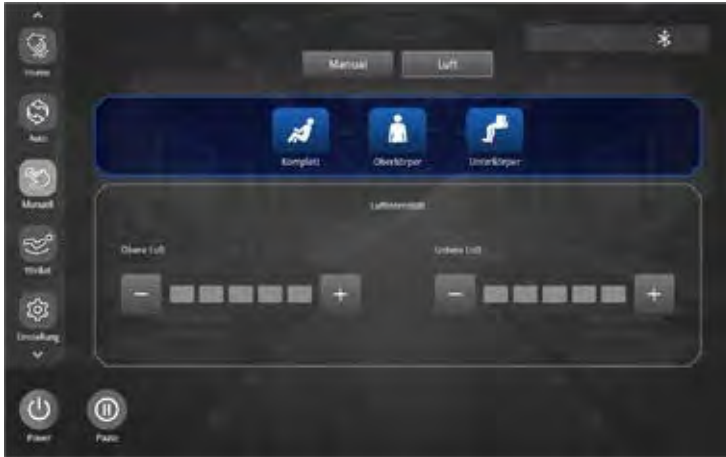 Home
Auto
Manuell
Winkel
Einstellung
Power
Pause
Manual
Luft
Komplett
Oberkörper
Unterkörper
Luftintensität
Obere Luft
Untere Luft